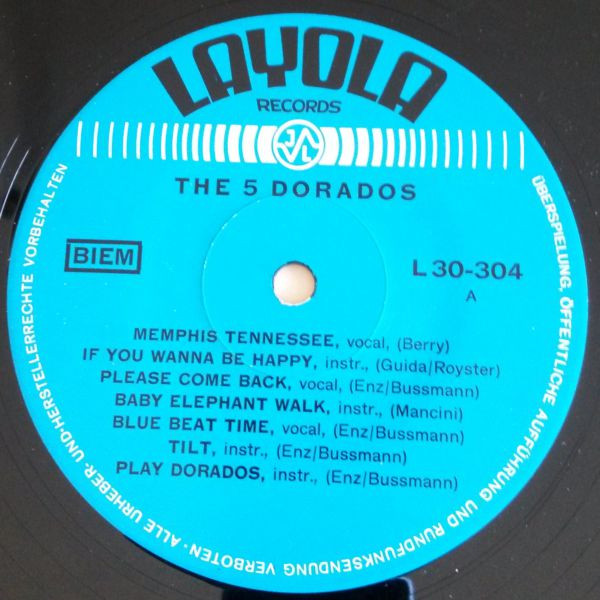 LAYOLA
RECORDS
JAVL
THE 5 DORADOS
BIEM
L 30-304
A
MEMPHIS TENNESSEE, vocal, (Berry)
IF YOU WANNA BE HAPPY, instr., (Guida/Royster)
PLEASE COME BACK, vocal, (Enz/Bussmann)
BABY ELEPHANT WALK, instr., (Mancini)
BLUE BEAT TIME, vocal, (Enz/Bussmann)
TILT, instr., (Enz/Bussmann)
PLAY DORADOS, instr., (Enz/Bussmann)
ALLE URHEBER- UND-HERSTELLERRECHTE VORBEHALTEN
ÜBERSPIELUNG, ÖFFENTLICHE AUFFÜHRUNG UND RUNDFUNKSENDUNG VERBOTEN ·